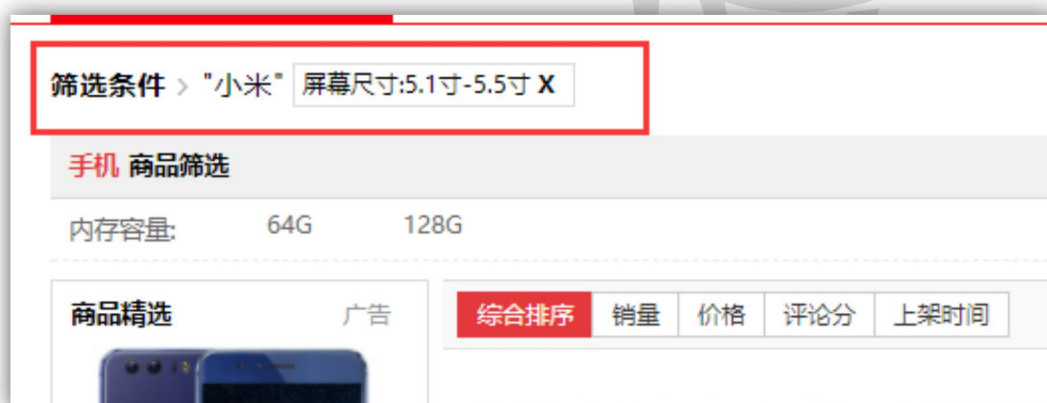 筛选条件 > "小米" 屏幕尺寸:5.1寸-5.5寸 X
手机 商品筛选
内存容量: 64G 128G
商品精选 广告
综合排序 销量 价格 评论分 上架时间